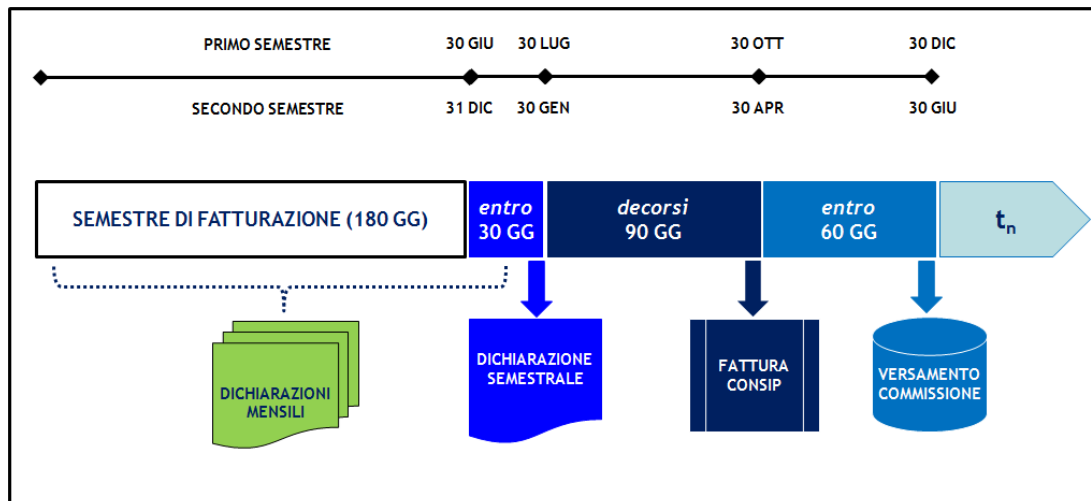 PRIMO SEMESTRE 30 GIU 30 LUG 30 OTT 30 DIC
SECONDO SEMESTRE 31 DIC 30 GEN 30 APR 30 GIU
SEMESTRE DI FATTURAZIONE (180 GG)
entro
30 GG
decorsi
90 GG
entro
60 GG
tn
DICHIARAZIONI
MENSILI
DICHIARAZIONE
SEMESTRALE
FATTURA
CONSIP
VERSAMENTO
COMMISSIONE